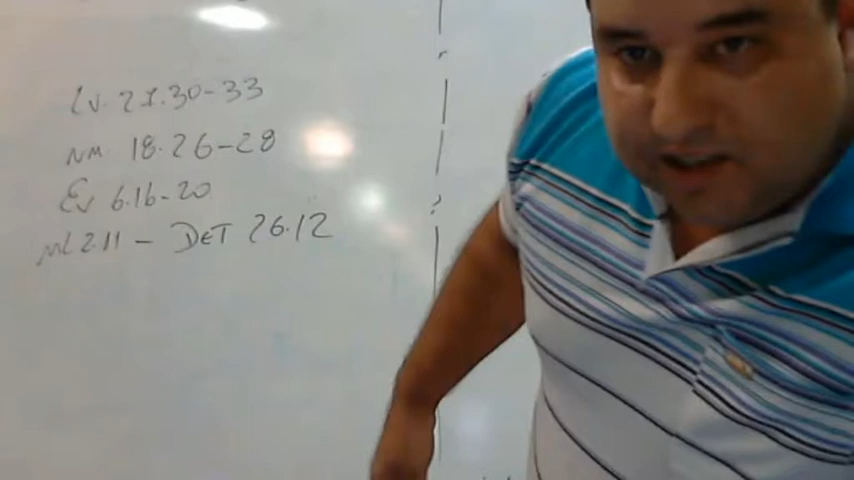 Lv. 27.30-33
NM 18.26-28
Ev 6.16-20
ML 2.11 - DeT 26.12